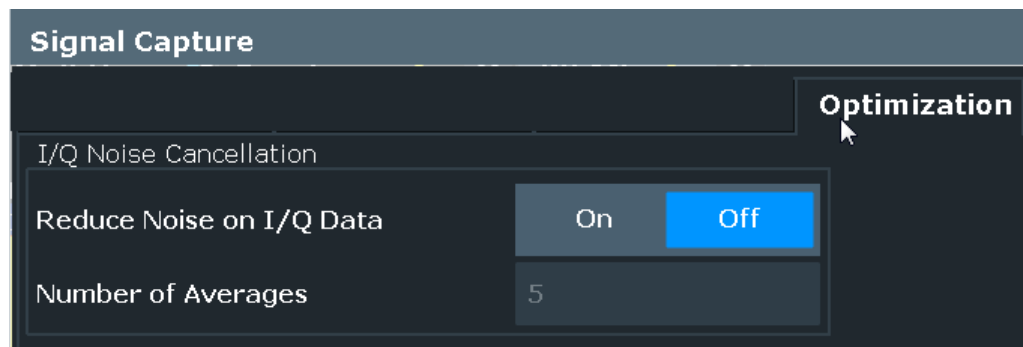 Signal Capture
Optimization
I/Q Noise Cancellation
Reduce Noise on I/Q Data On Off
Number of Averages 5